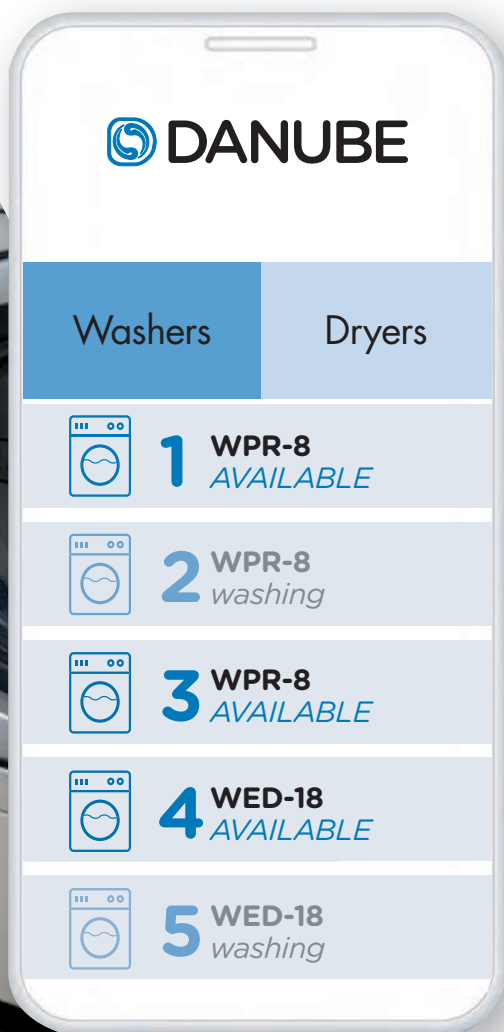 DANUBE
Washers Dryers
1 WPR-8
AVAILABLE
2 WPR-8
washing
3 WPR-8
AVAILABLE
4 WED-18
AVAILABLE
5 WED-18
washing